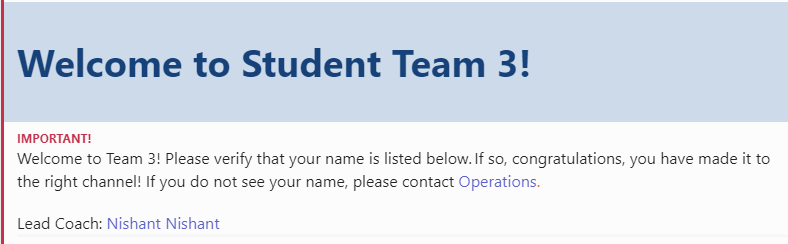 Welcome to Student Team 3!
IMPORTANT!
Welcome to Team 3! Please verify that your name is listed below. If so, congratulations, you have made it to
the right channel! If you do not see your name, please contact Operations.
Lead Coach: Nishant Nishant